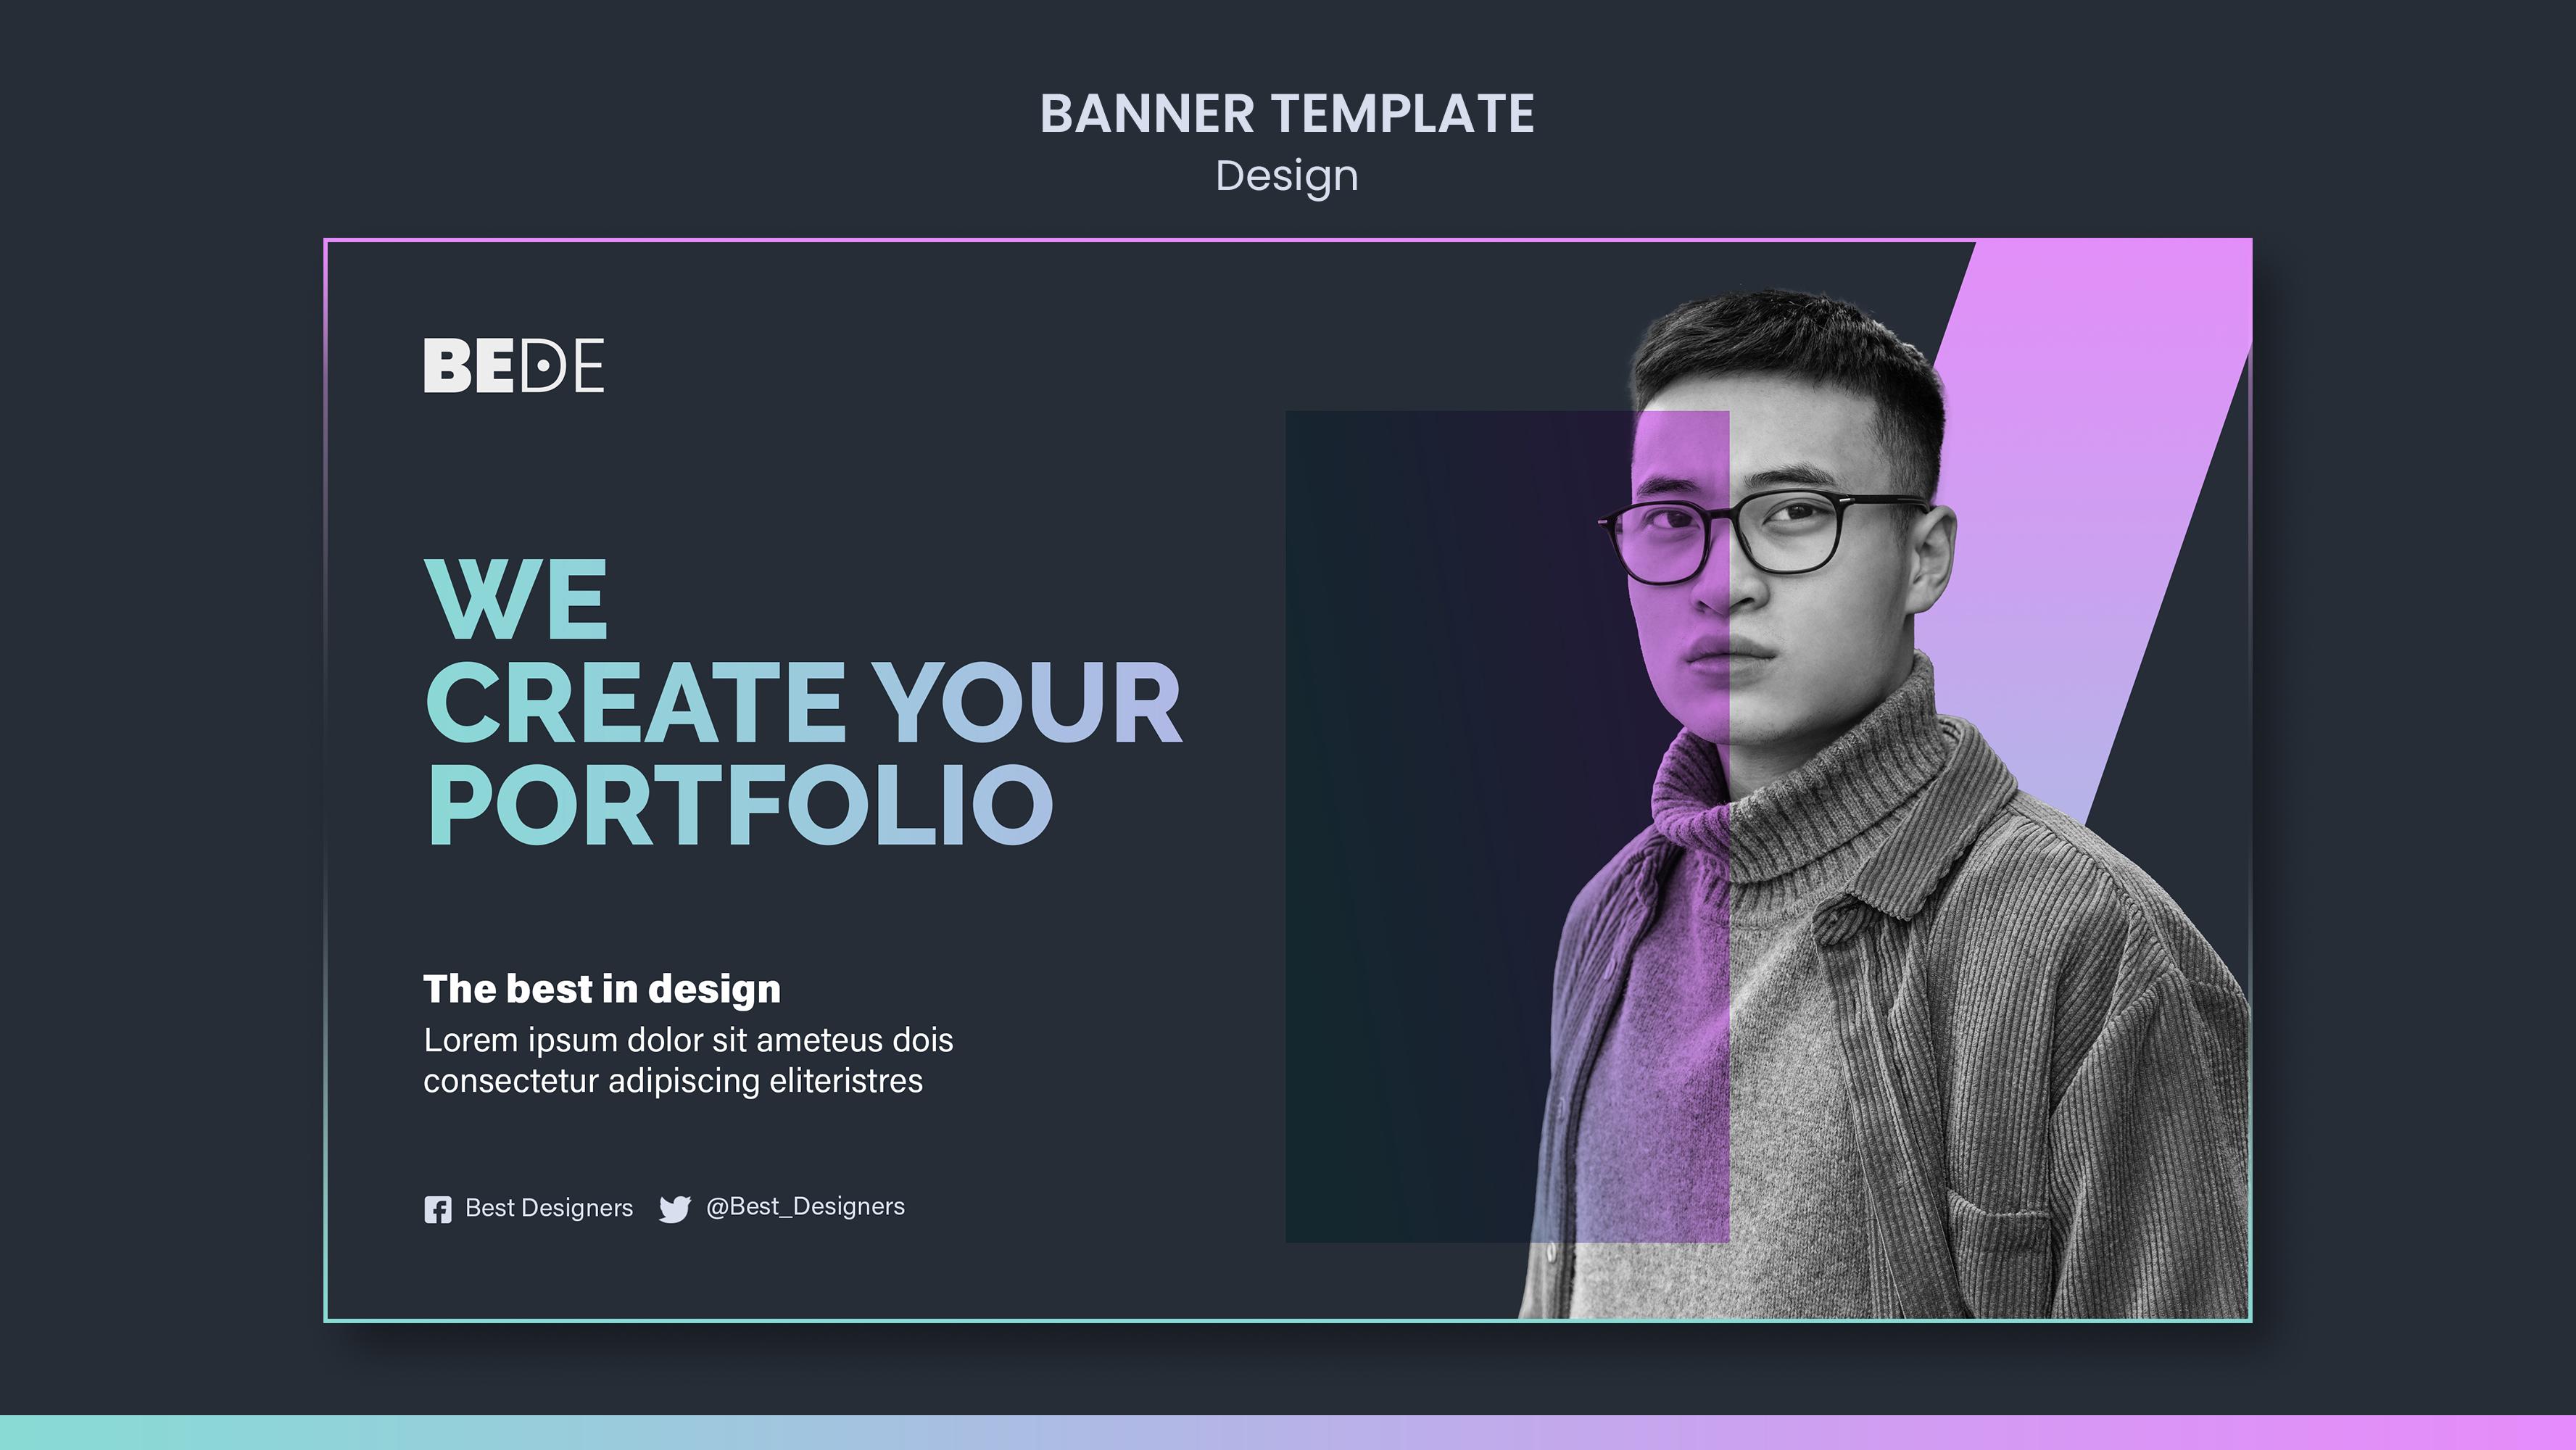 BANNER TEMPLATE
Design
BEDE
WE
CREATE YOUR
PORTFOLIO
The best in design
Lorem ipsum dolor sit ameteus dois
consectetur adipiscing eliteristres
Best Designers @Best_Designers